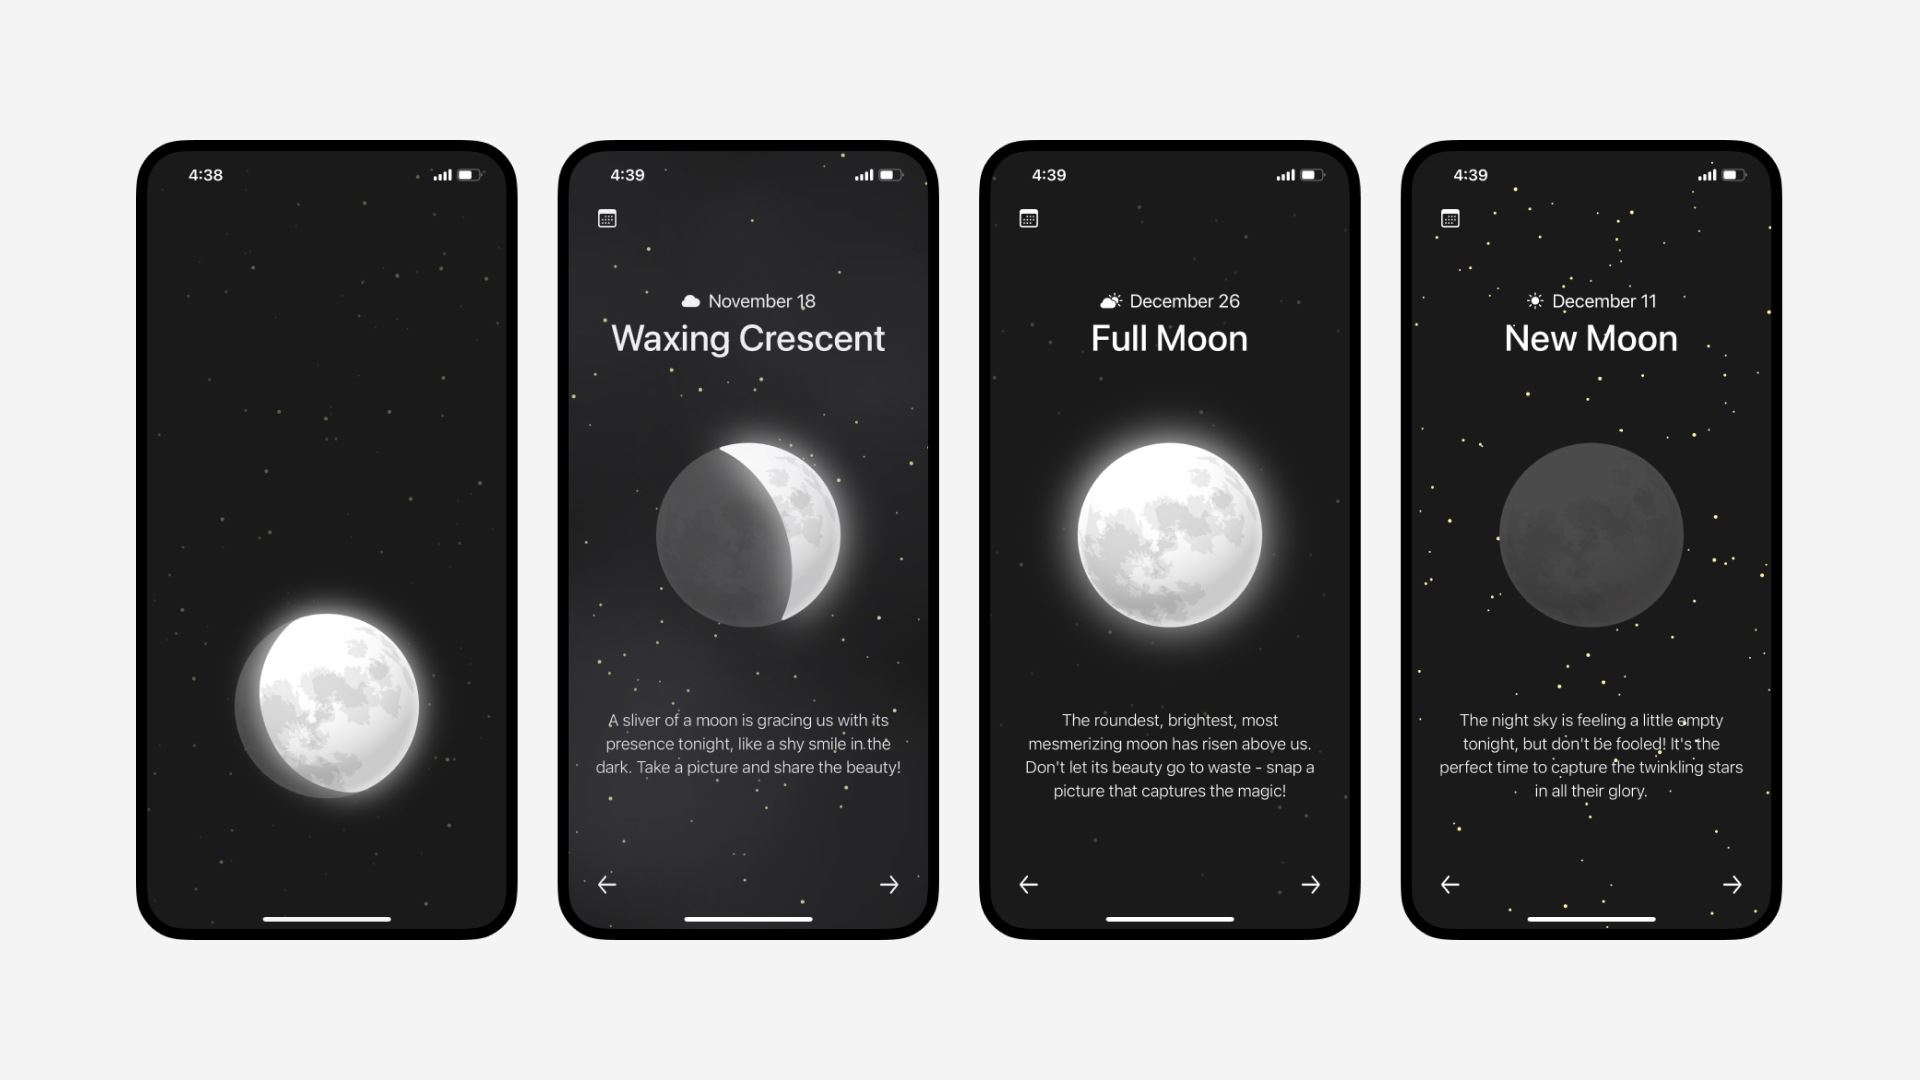 4:38
4:39
November 18
Waxing Crescent
A sliver of a moon is gracing us with its
presence tonight, like a shy smile in the
dark. Take a picture and share the beauty!
4:39
December 26
Full Moon
The roundest, brightest, most
mesmerizing moon has risen above us.
Don't let its beauty go to waste - snap a
picture that captures the magic!
4:39
December 11
New Moon
The night sky is feeling a little empty
tonight, but don't be fooled! It's the
perfect time to capture the twinkling stars
in all their glory.